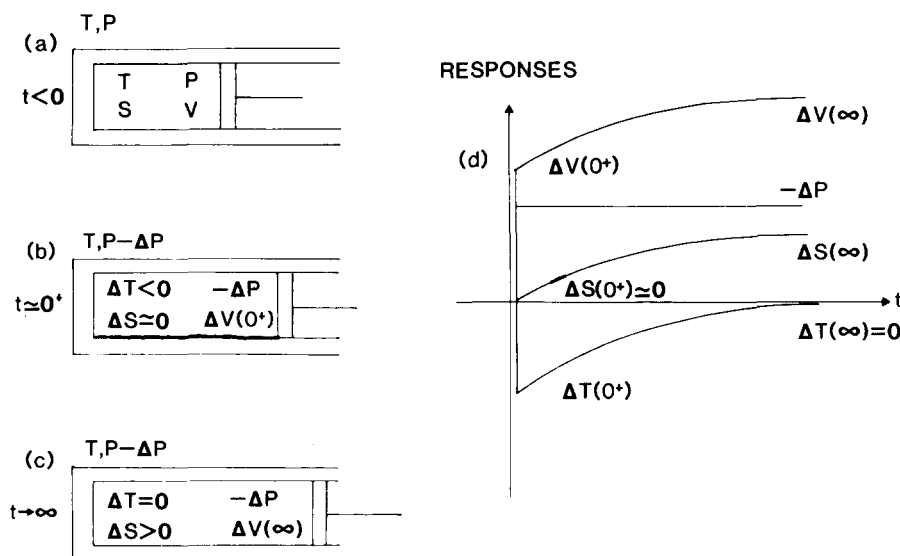 T,P
(a)
t<0
T P
S V
T,P−ΔP
(b)
t≃0⁺
ΔT<0 −ΔP
ΔS≃0 ΔV(0⁺)
T,P−ΔP
(c)
t→∞
ΔT=0 −ΔP
ΔS>0 ΔV(∞)
RESPONSES
(d)
ΔV(∞)
ΔV(0⁺)
−ΔP
ΔS(∞)
ΔS(0⁺)≃0
t
ΔT(∞)=0
ΔT(0⁺)